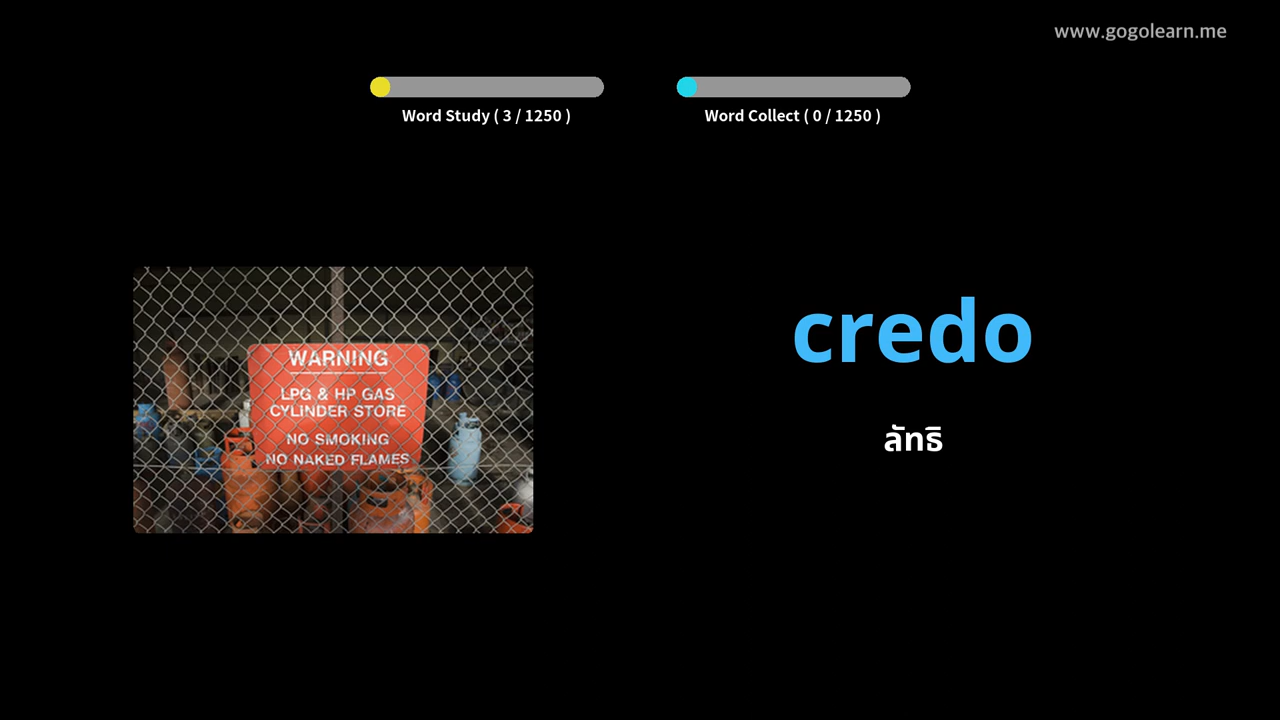 www.gogolearn.me
Word Study ( 3 / 1250 )
Word Collect ( 0 / 1250 )
WARNING
LPG & HP GAS
CYLINDER STORE
NO SMOKING
NO NAKED FLAMES
credo
ลัทธิ